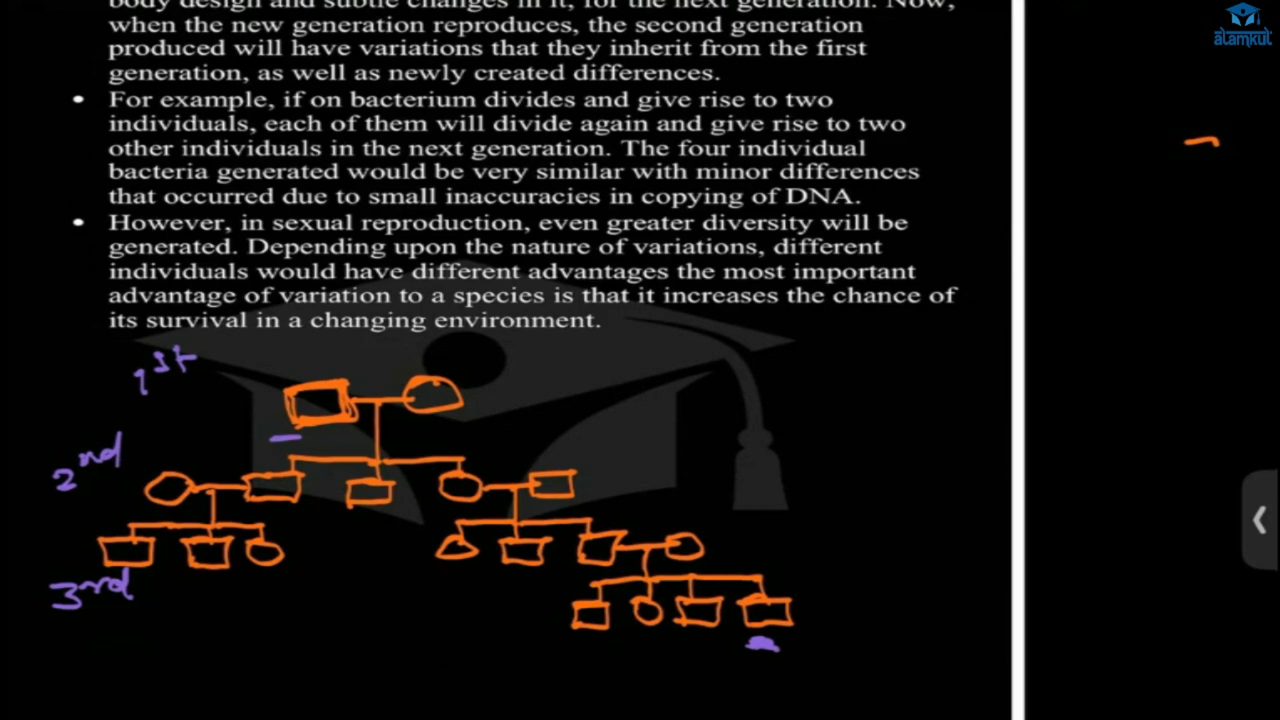 body design and subtle changes in it, for the next generation. Now,
when the new generation reproduces, the second generation
produced will have variations that they inherit from the first
generation, as well as newly created differences.
• For example, if on bacterium divides and give rise to two
individuals, each of them will divide again and give rise to two
other individuals in the next generation. The four individual
bacteria generated would be very similar with minor differences
that occurred due to small inaccuracies in copying of DNA.
• However, in sexual reproduction, even greater diversity will be
generated. Depending upon the nature of variations, different
individuals would have different advantages the most important
advantage of variation to a species is that it increases the chance of
its survival in a changing environment.
1st
2nd
3rd
alamkul